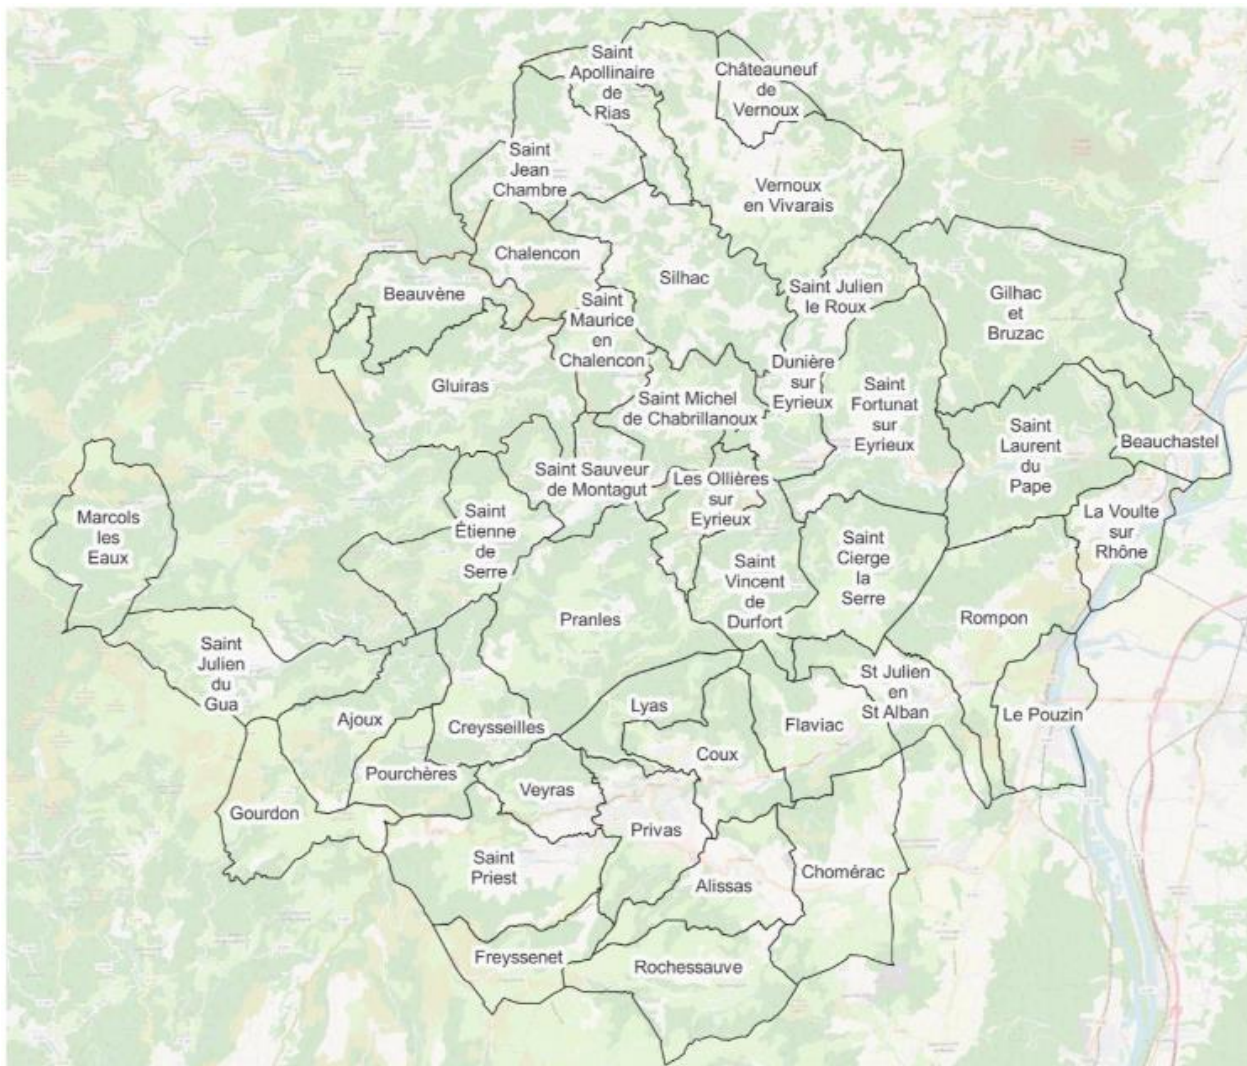 Saint
Apollinaire
de
Rias
Châteauneuf
de
Vernoux
Saint
Jean
Chambre
Vernoux
en Vivarais
Chalencon
Silhac
Beauvène
Saint Julien
le Roux
Gilhac
et
Bruzac
Saint
Maurice
en
Chalencon
Gluiras
Dunière
sur
Eyrieux
Saint
Fortunat
sur
Eyrieux
Saint Michel
de Chabrillanoux
Saint
Laurent
du
Pape
Beauchastel
Saint Sauveur
de Montagut
Les Ollières
sur
Eyrieux
Marcols
les
Eaux
Saint
Étienne
de
Serre
La Voulte
sur
Rhône
Saint
Cierge
la
Serre
Saint
Vincent
de
Durfort
Pranles
Rompon
Saint
Julien
du
Gua
St Julien
en
St Alban
Lyas
Ajoux
Creysseilles
Flaviac
Le Pouzin
Coux
Pourchères
Veyras
Gourdon
Privas
Saint
Priest
Alissas
Chomérac
Freyssenet
Rochessauve